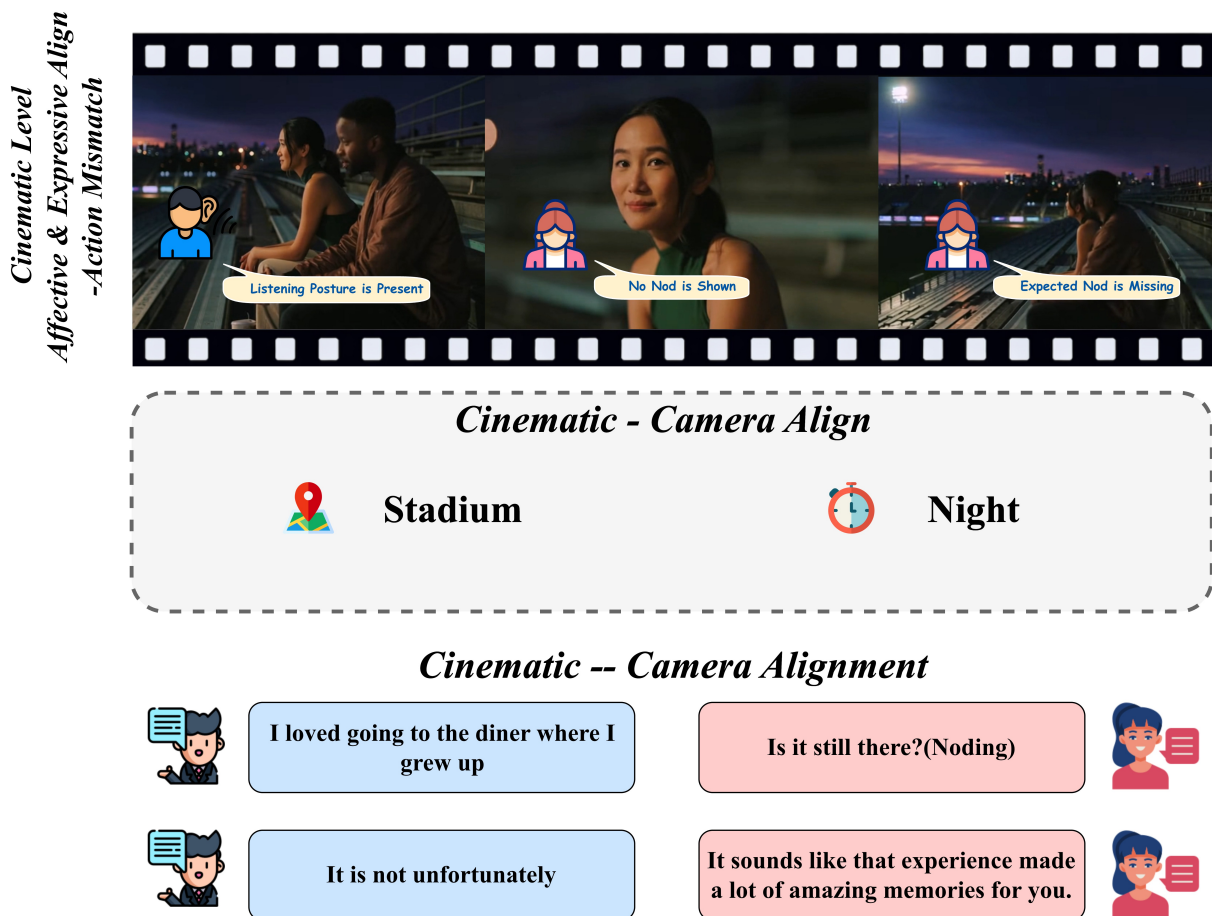 Cinematic Level
Affective & Expressive Align
-Action Mismatch
Listening Posture is Present
No Nod is Shown
Expected Nod is Missing
Cinematic - Camera Align
Stadium
Night
Cinematic -- Camera Alignment
I loved going to the diner where I
grew up
Is it still there?(Noding)
It is not unfortunately
It sounds like that experience made
a lot of amazing memories for you.